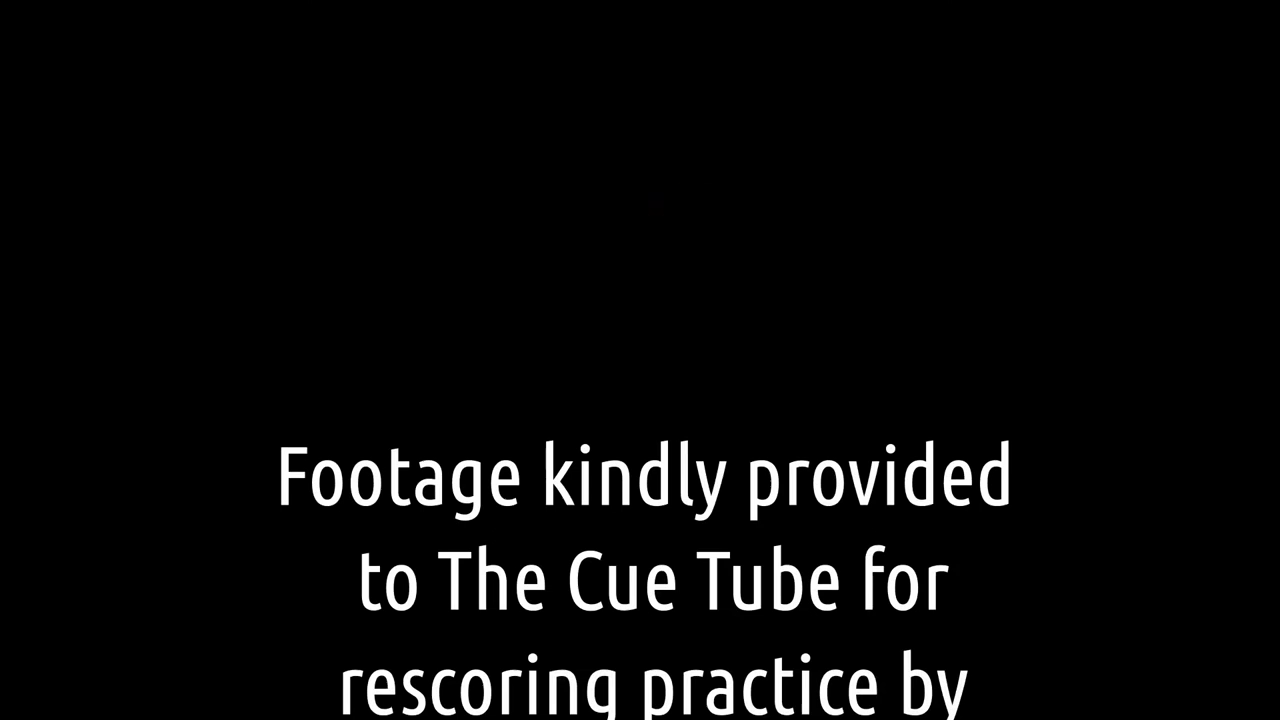 Footage kindly provided
to The Cue Tube for
rescoring practice by